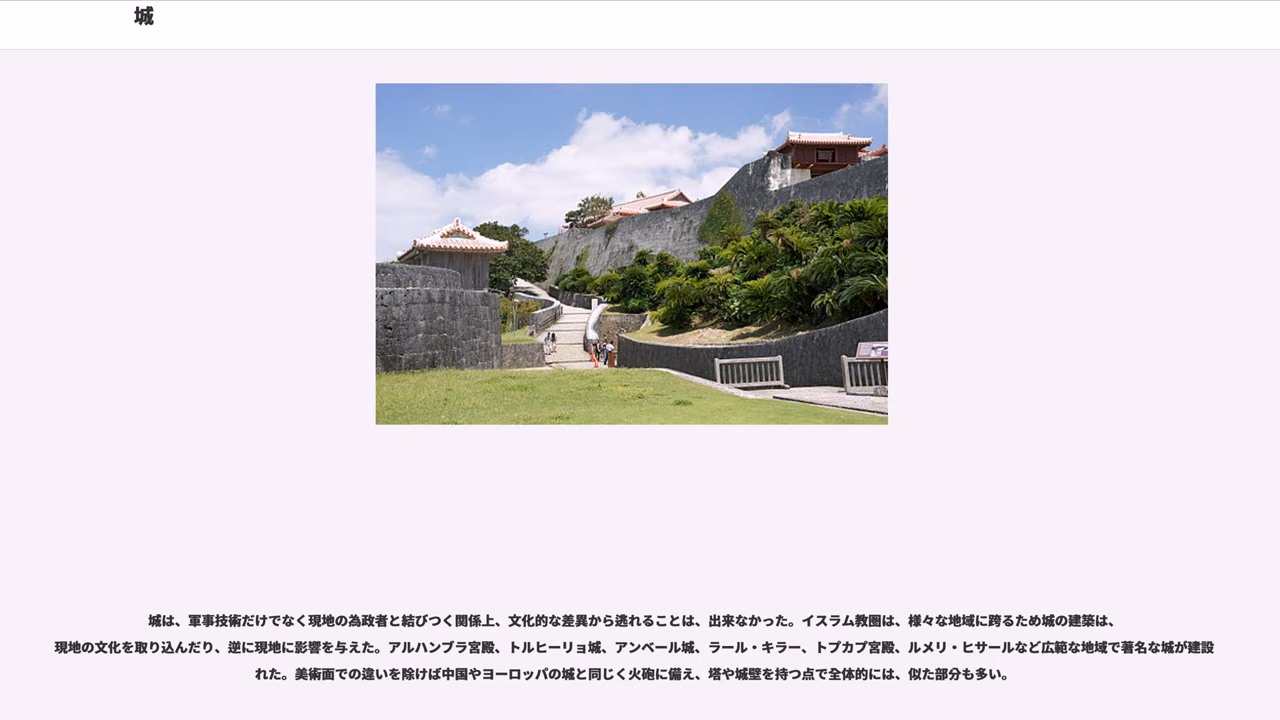 城
城は、軍事技術だけでなく現地の為政者と結びつく関係上、文化的な差異から逃れることは、出来なかった。イスラム教圏は、様々な地域に跨るため城の建築は、
現地の文化を取り込んだり、逆に現地に影響を与えた。アルハンブラ宮殿、トルヒーリョ城、アンベール城、ラール・キラー、トプカプ宮殿、ルメリ・ヒサールなど広範な地域で著名な城が建設
れた。美術面での違いを除けば中国やヨーロッパの城と同じく火砲に備え、塔や城壁を持つ点で全体的には、似た部分も多い。